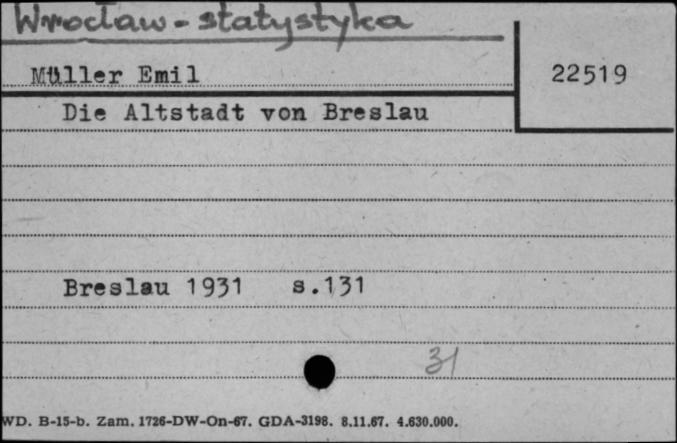 Wrocław - statystyka
Müller Emil
22519
Die Altstadt von Breslau
Breslau 1931 s.131
31
WD. B-15-b. Zam. 1726-DW-On-67. GDA-3198. 8.11.67. 4.630.000.